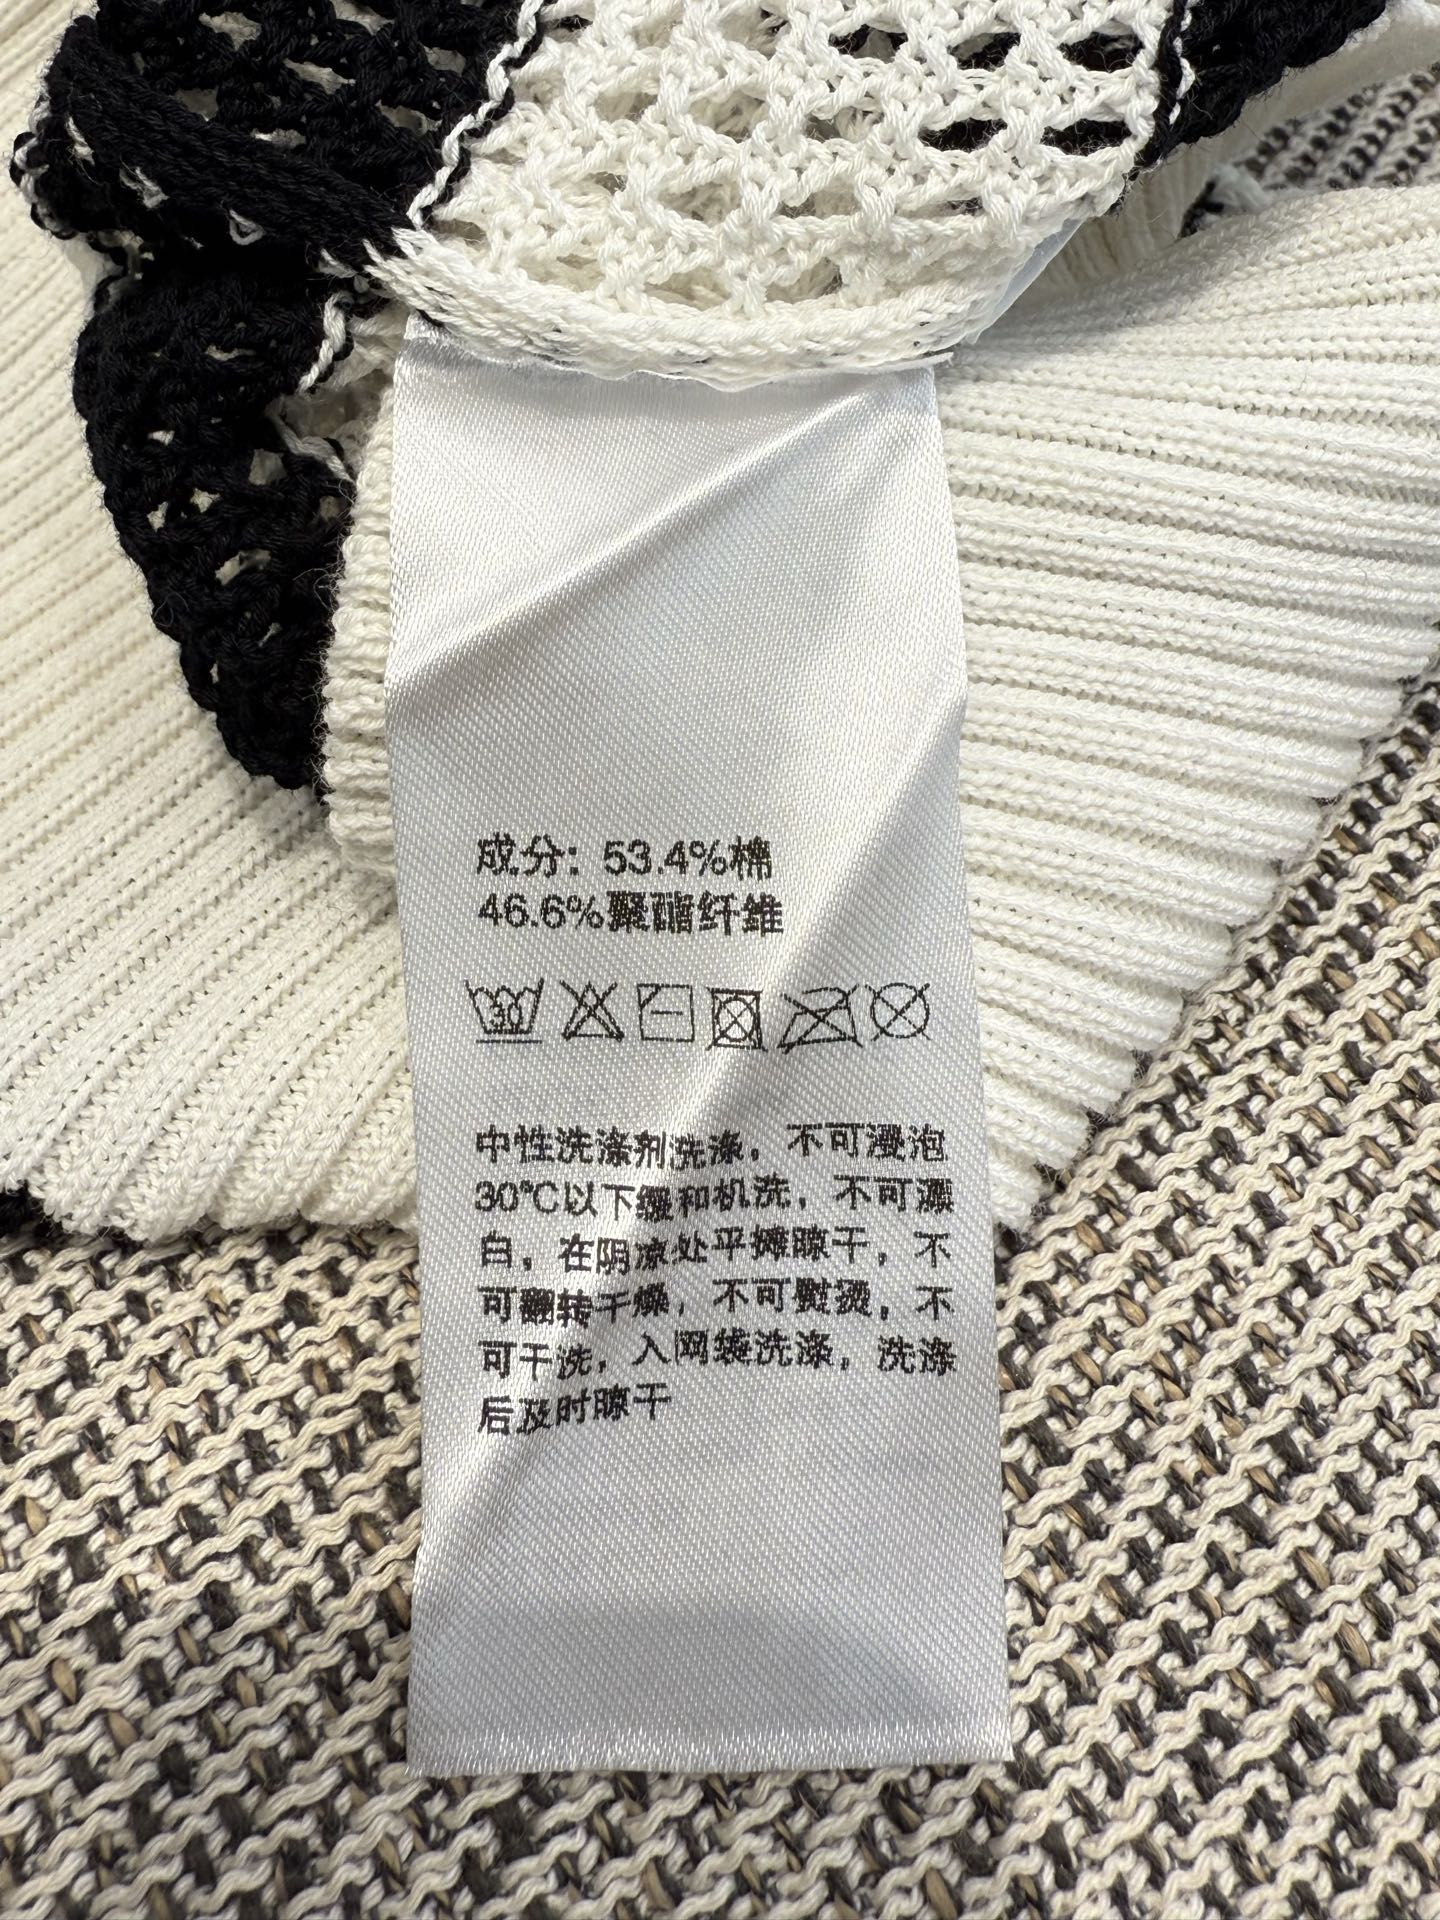 成分：53.4%棉
46.6%聚酯纤维
30
中性洗涤剂洗涤，不可浸泡
30℃以下缓和机洗，不可漂
白，在阴凉处平摊晾干，不
可翻转干燥，不可熨烫，不
可干洗，入网袋洗涤，洗涤
后及时晾干